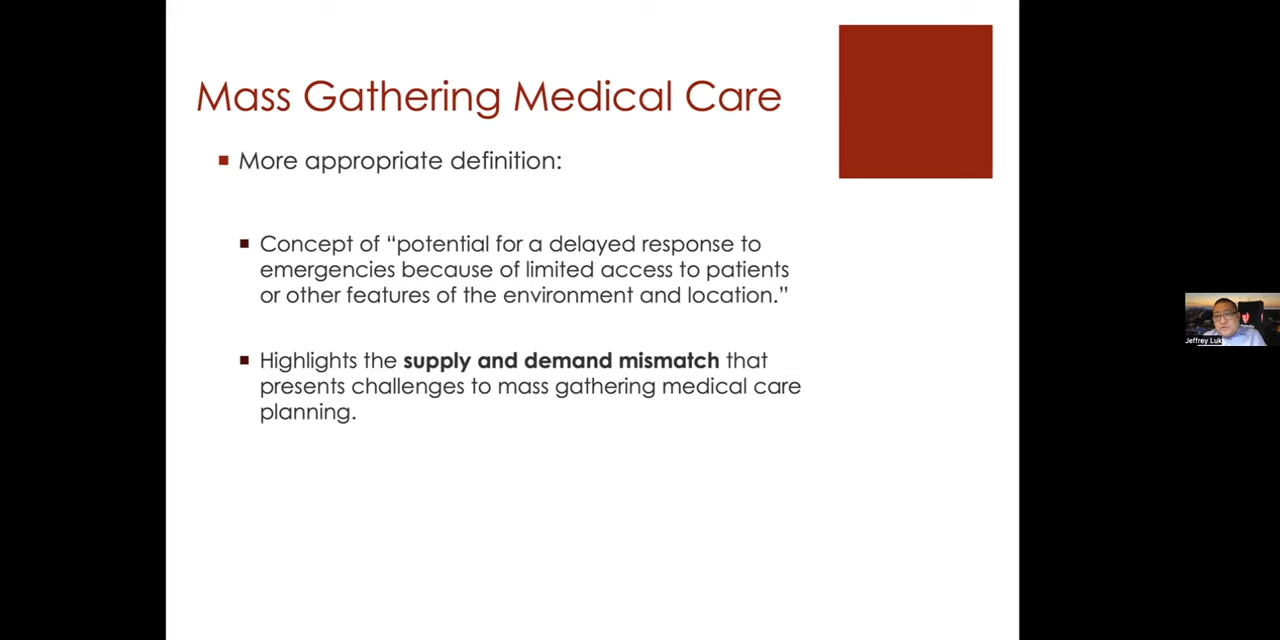 Mass Gathering Medical Care
More appropriate definition:
Concept of “potential for a delayed response to
emergencies because of limited access to patients
or other features of the environment and location.”
Highlights the supply and demand mismatch that
presents challenges to mass gathering medical care
planning.
Jeffrey Luk